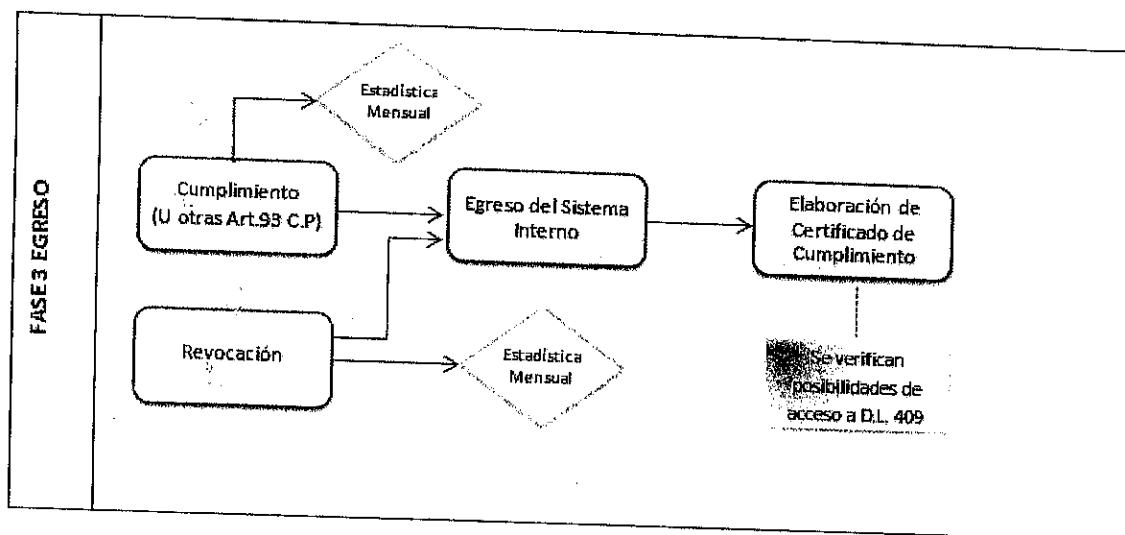 FASE 3 EGRESO
Estadística
Mensual
Cumplimiento
(U otras Art.93 C.P)
Egreso del Sistema
Interno
Elaboración de
Certificado de
Cumplimiento
Revocación
Estadística
Mensual
Se verifican
posibilidades de
acceso a D.L. 409